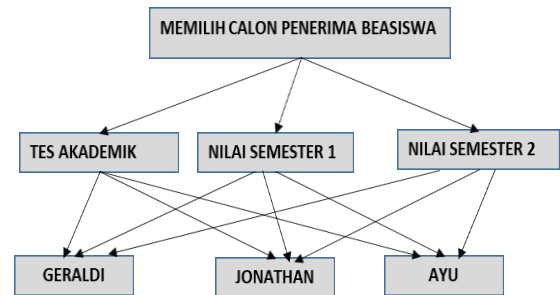 MEMILIH CALON PENERIMA BEASISWA
TES AKADEMIK
NILAI SEMESTER 1
NILAI SEMESTER 2
GERALDI
JONATHAN
AYU